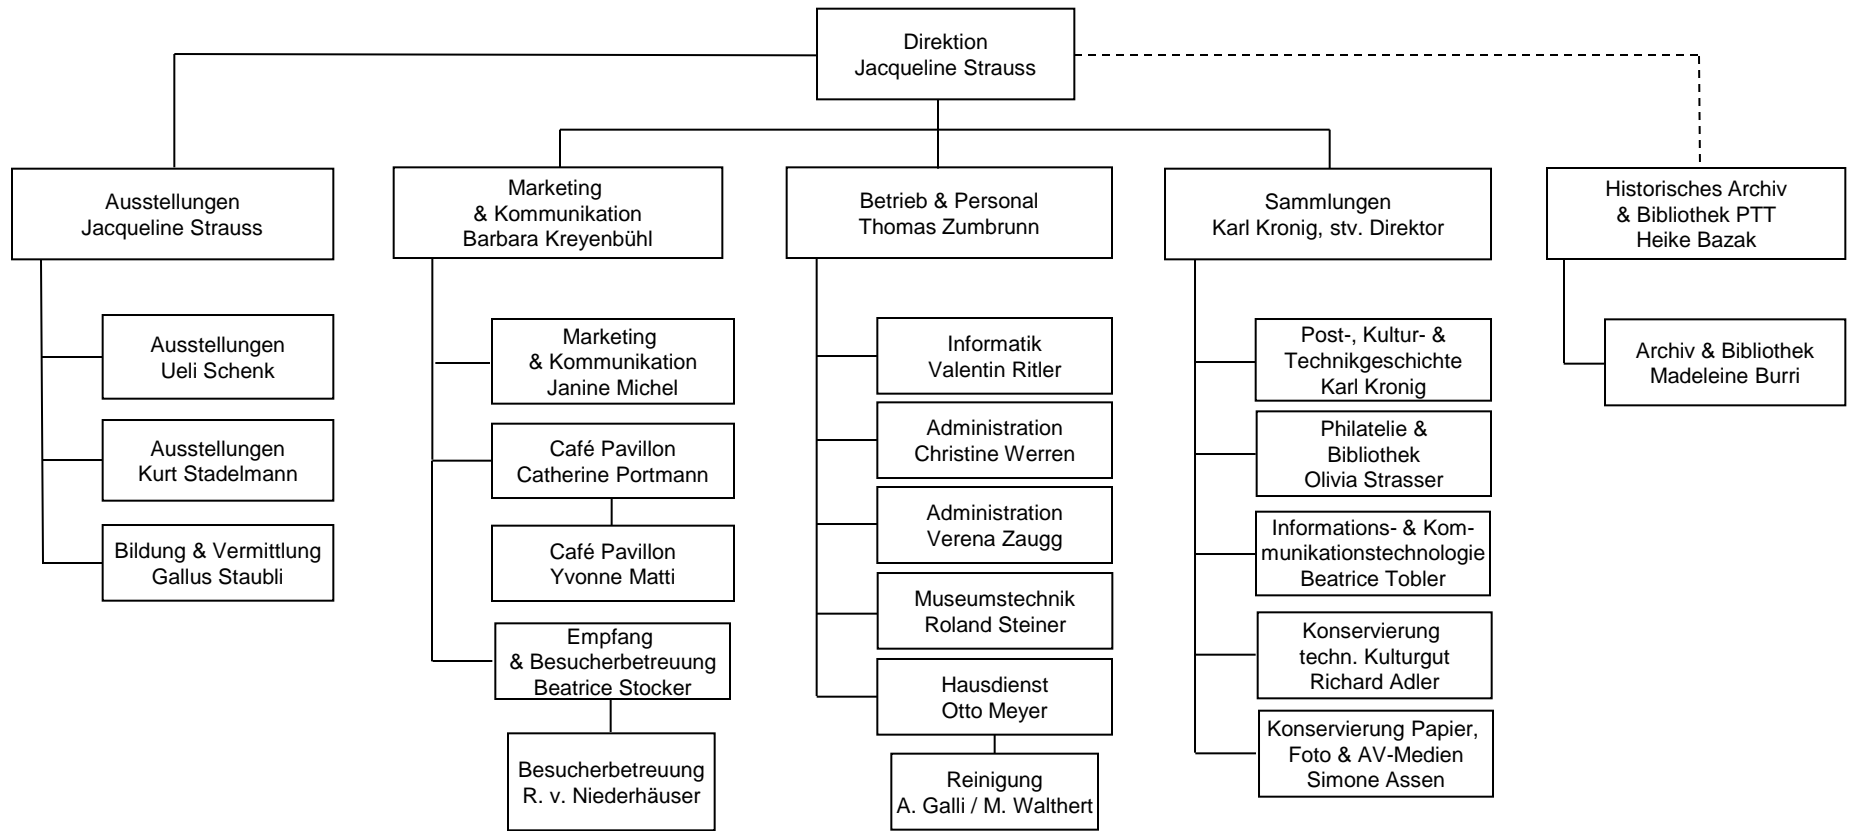 Direktion
Jacqueline Strauss
Ausstellungen
Jacqueline Strauss
Ausstellungen
Ueli Schenk
Ausstellungen
Kurt Stadelmann
Bildung & Vermittlung
Gallus Staubli
Marketing
& Kommunikation
Barbara Kreyenbühl
Marketing
& Kommunikation
Janine Michel
Café Pavillon
Catherine Portmann
Café Pavillon
Yvonne Matti
Empfang
& Besucherbetreuung
Beatrice Stocker
Besucherbetreuung
R. v. Niederhäuser
Betrieb & Personal
Thomas Zumbrunn
Informatik
Valentin Ritler
Administration
Christine Werren
Administration
Verena Zaugg
Museumstechnik
Roland Steiner
Hausdienst
Otto Meyer
Reinigung
A. Galli / M. Walthert
Sammlungen
Karl Kronig, stv. Direktor
Post-, Kultur- &
Technikgeschichte
Karl Kronig
Philatelie &
Bibliothek
Olivia Strasser
Informations- & Kom-
munikationstechnologie
Beatrice Tobler
Konservierung
techn. Kulturgut
Richard Adler
Konservierung Papier,
Foto & AV-Medien
Simone Assen
Historisches Archiv
& Bibliothek PTT
Heike Bazak
Archiv & Bibliothek
Madeleine Burri